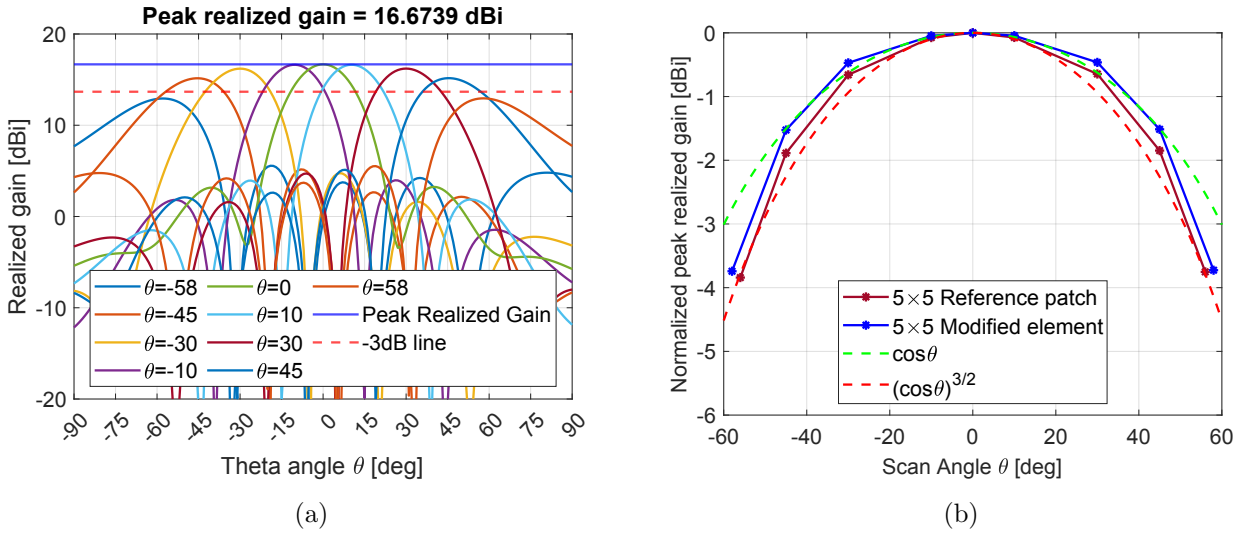 Peak realized gain = 16.6739 dBi
Realized gain [dBi]
20
10
0
-10
-20
θ=-58
θ=-45
θ=-30
θ=-10
θ=0
θ=10
θ=30
θ=45
θ=58
Peak Realized Gain
-3dB line
-90
-75
-60
-45
-30
-15
0
15
30
45
60
75
90
Theta angle θ [deg]
(a)
Normalized peak realized gain [dBi]
0
-1
-2
-3
-4
-5
-6
5×5 Reference patch
5×5 Modified element
cosθ
(cosθ)^3/2
-60
-40
-20
0
20
40
60
Scan Angle θ [deg]
(b)